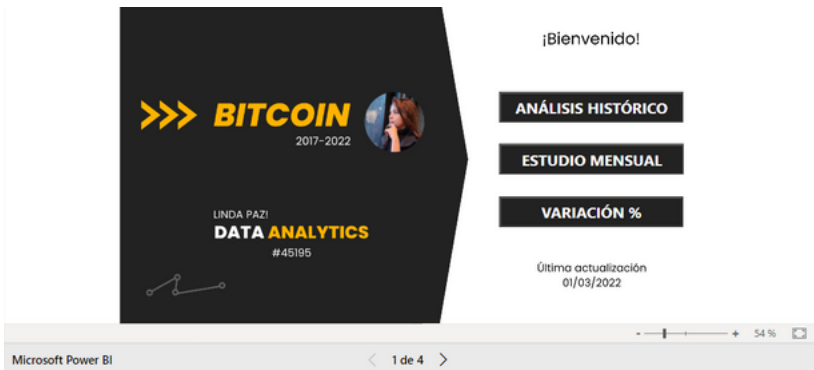 ¡Bienvenido!
>>> BITCOIN
2017-2022
ANÁLISIS HISTÓRICO
ESTUDIO MENSUAL
VARIACIÓN %
LINDA PAZ!
DATA ANALYTICS
#45195
Última actualización
01/03/2022
- + 54 %
Microsoft Power BI
< 1 de 4 >